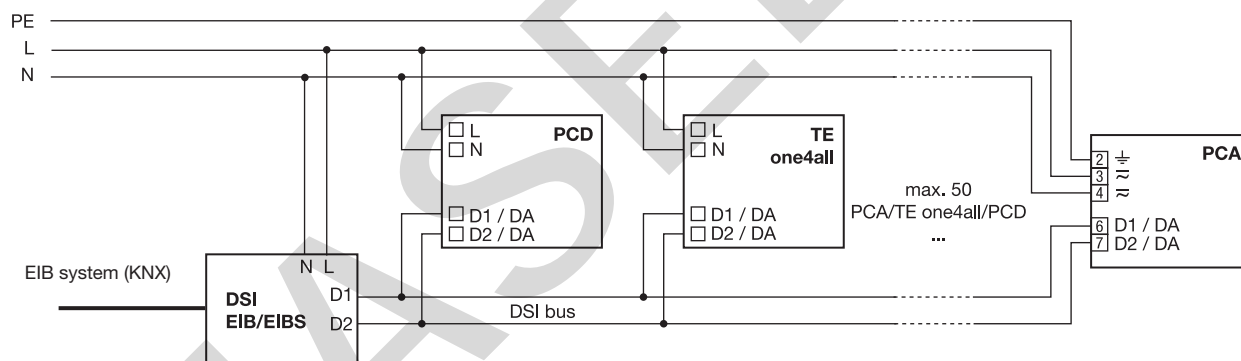 PE
L
N
L
N
PCD
D1 / DA
D2 / DA
L
N
TE
one4all
D1 / DA
D2 / DA
max. 50
PCA/TE one4all/PCD
...
PCA
2
3
4
6 D1 / DA
7 D2 / DA
EIB system (KNX)
N L
DSI
EIB/EIBS
D1
D2
DSI bus